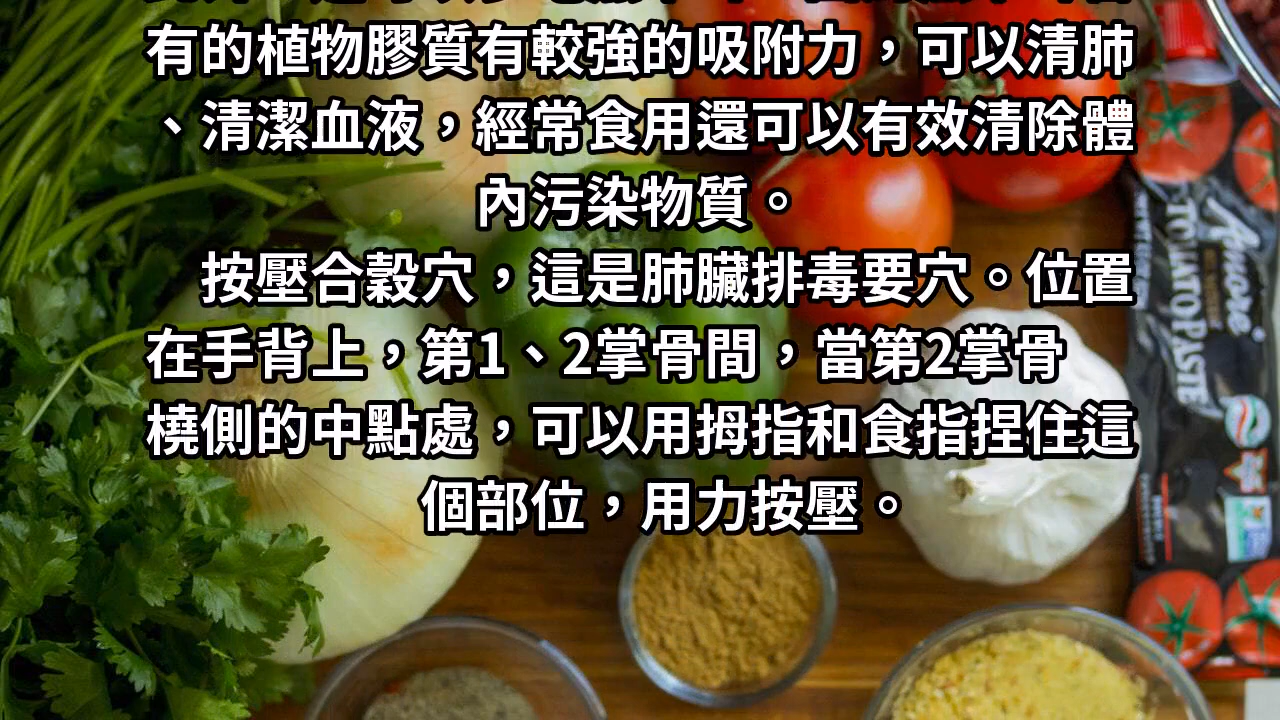 有的植物膠質有較強的吸附力，可以清肺
、清潔血液，經常食用還可以有效清除體
內污染物質。
按壓合穀穴，這是肺臟排毒要穴。位置
在手背上，第1、2掌骨間，當第2掌骨
橈側的中點處，可以用拇指和食指捏住這
個部位，用力按壓。
Amore
TOMATO PASTE